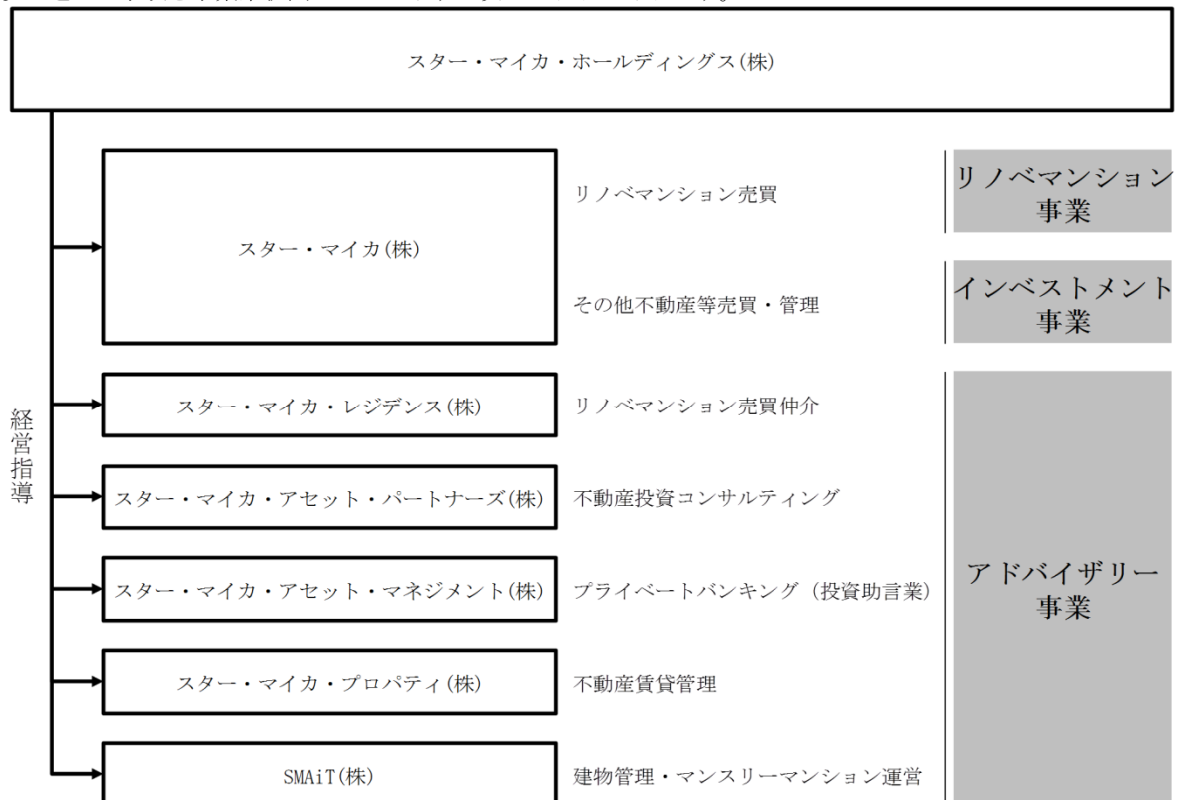 スター・マイカ・ホールディングス(株)
経営指導
スター・マイカ(株)
リノベマンション売買
リノベマンション
事業
その他不動産等売買・管理
インベストメント
事業
スター・マイカ・レジデンス(株)
リノベマンション売買仲介
スター・マイカ・アセット・パートナーズ(株)
不動産投資コンサルティング
スター・マイカ・アセット・マネジメント(株)
プライベートバンキング（投資助言業）
スター・マイカ・プロパティ(株)
不動産賃貸管理
SMAiT(株)
建物管理・マンスリーマンション運営
アドバイザリー
事業